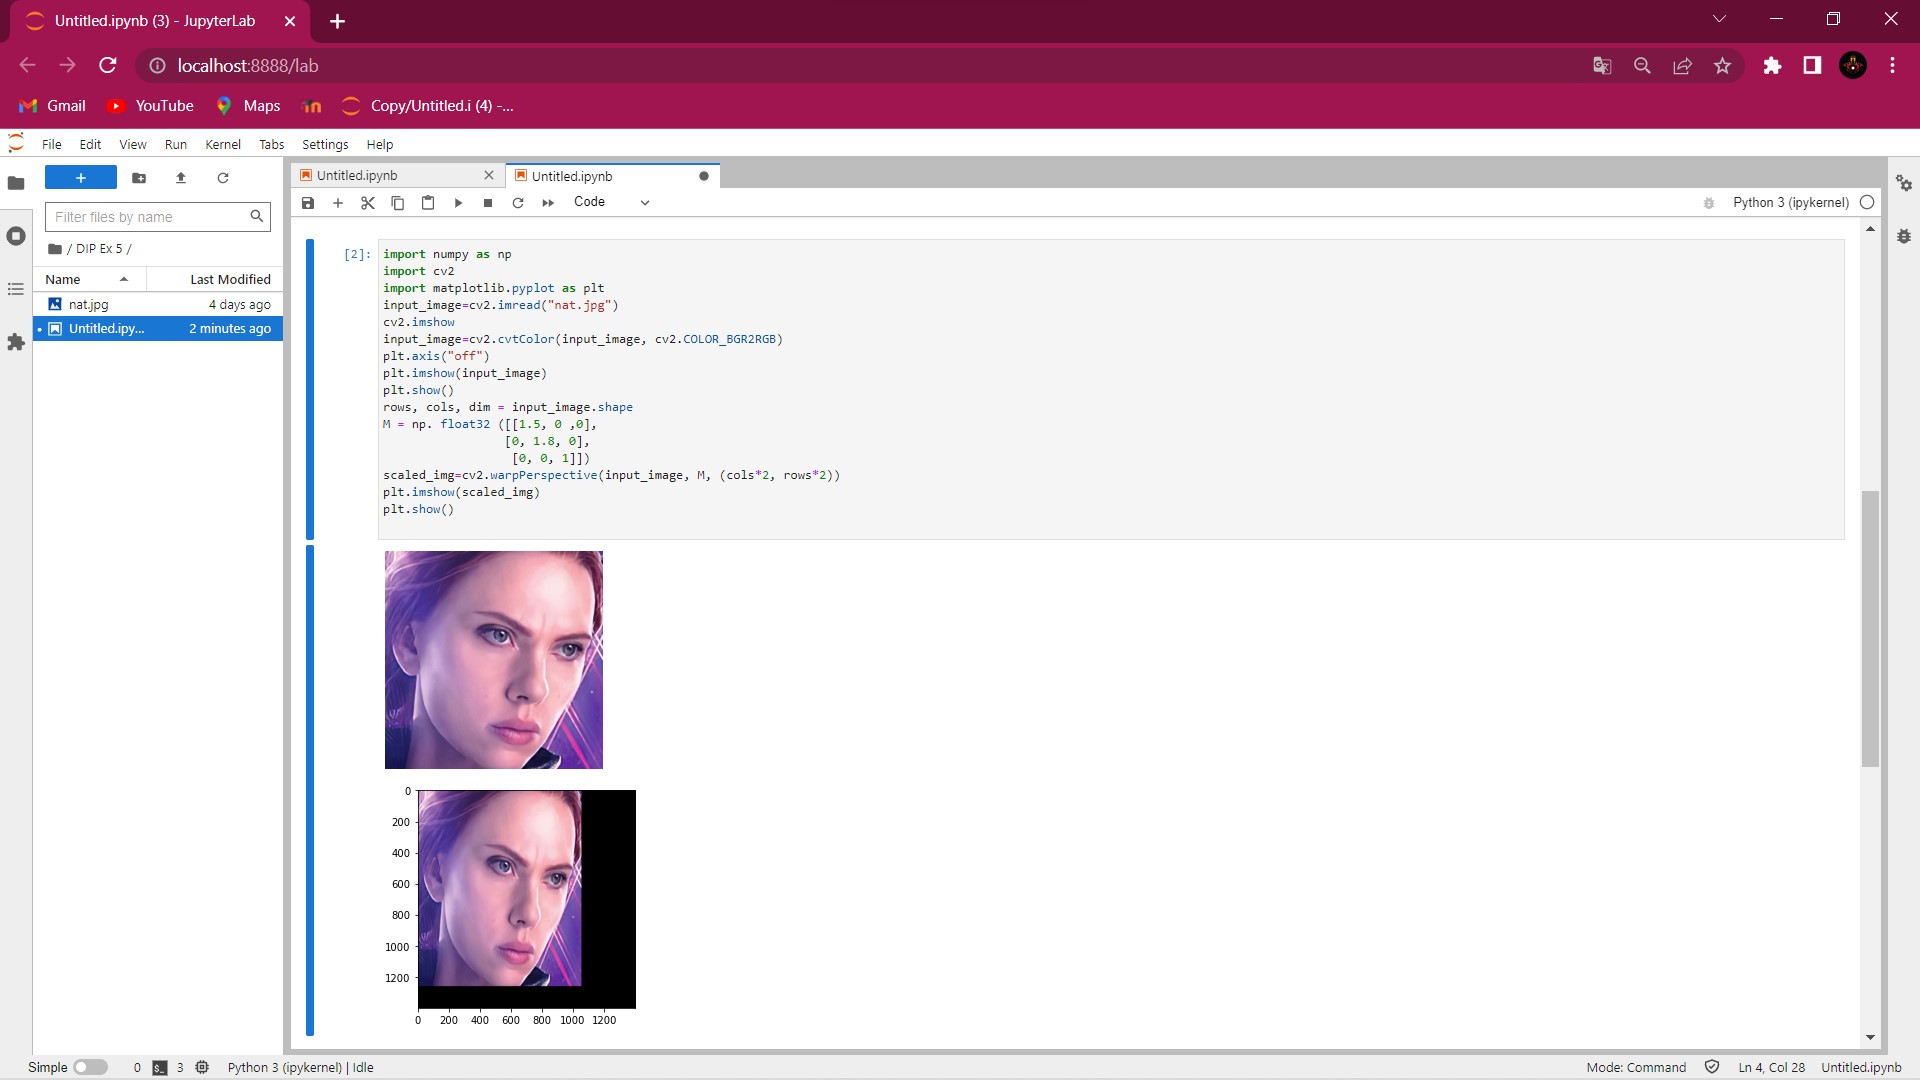 Untitled.ipynb (3) - JupyterLab
localhost:8888/lab
Gmail YouTube Maps Copy/Untitled.i (4) -...
File Edit View Run Kernel Tabs Settings Help
Untitled.ipynb Untitled.ipynb
Code Python 3 (ipykernel)
Filter files by name
/ DIP Ex 5 /
Name Last Modified
nat.jpg 4 days ago
Untitled.ipy... 2 minutes ago
[2]: import numpy as np
import cv2
import matplotlib.pyplot as plt
input_image=cv2.imread("nat.jpg")
cv2.imshow
input_image=cv2.cvtColor(input_image, cv2.COLOR_BGR2RGB)
plt.axis("off")
plt.imshow(input_image)
plt.show()
rows, cols, dim = input_image.shape
M = np. float32 ([[1.5, 0 ,0],
[0, 1.8, 0],
[0, 0, 1]])
scaled_img=cv2.warpPerspective(input_image, M, (cols*2, rows*2))
plt.imshow(scaled_img)
plt.show()
0
200
400
600
800
1000
1200
0 200 400 600 800 1000 1200
Simple 0 3 Python 3 (ipykernel) | Idle Mode: Command Ln 4, Col 28 Untitled.ipynb